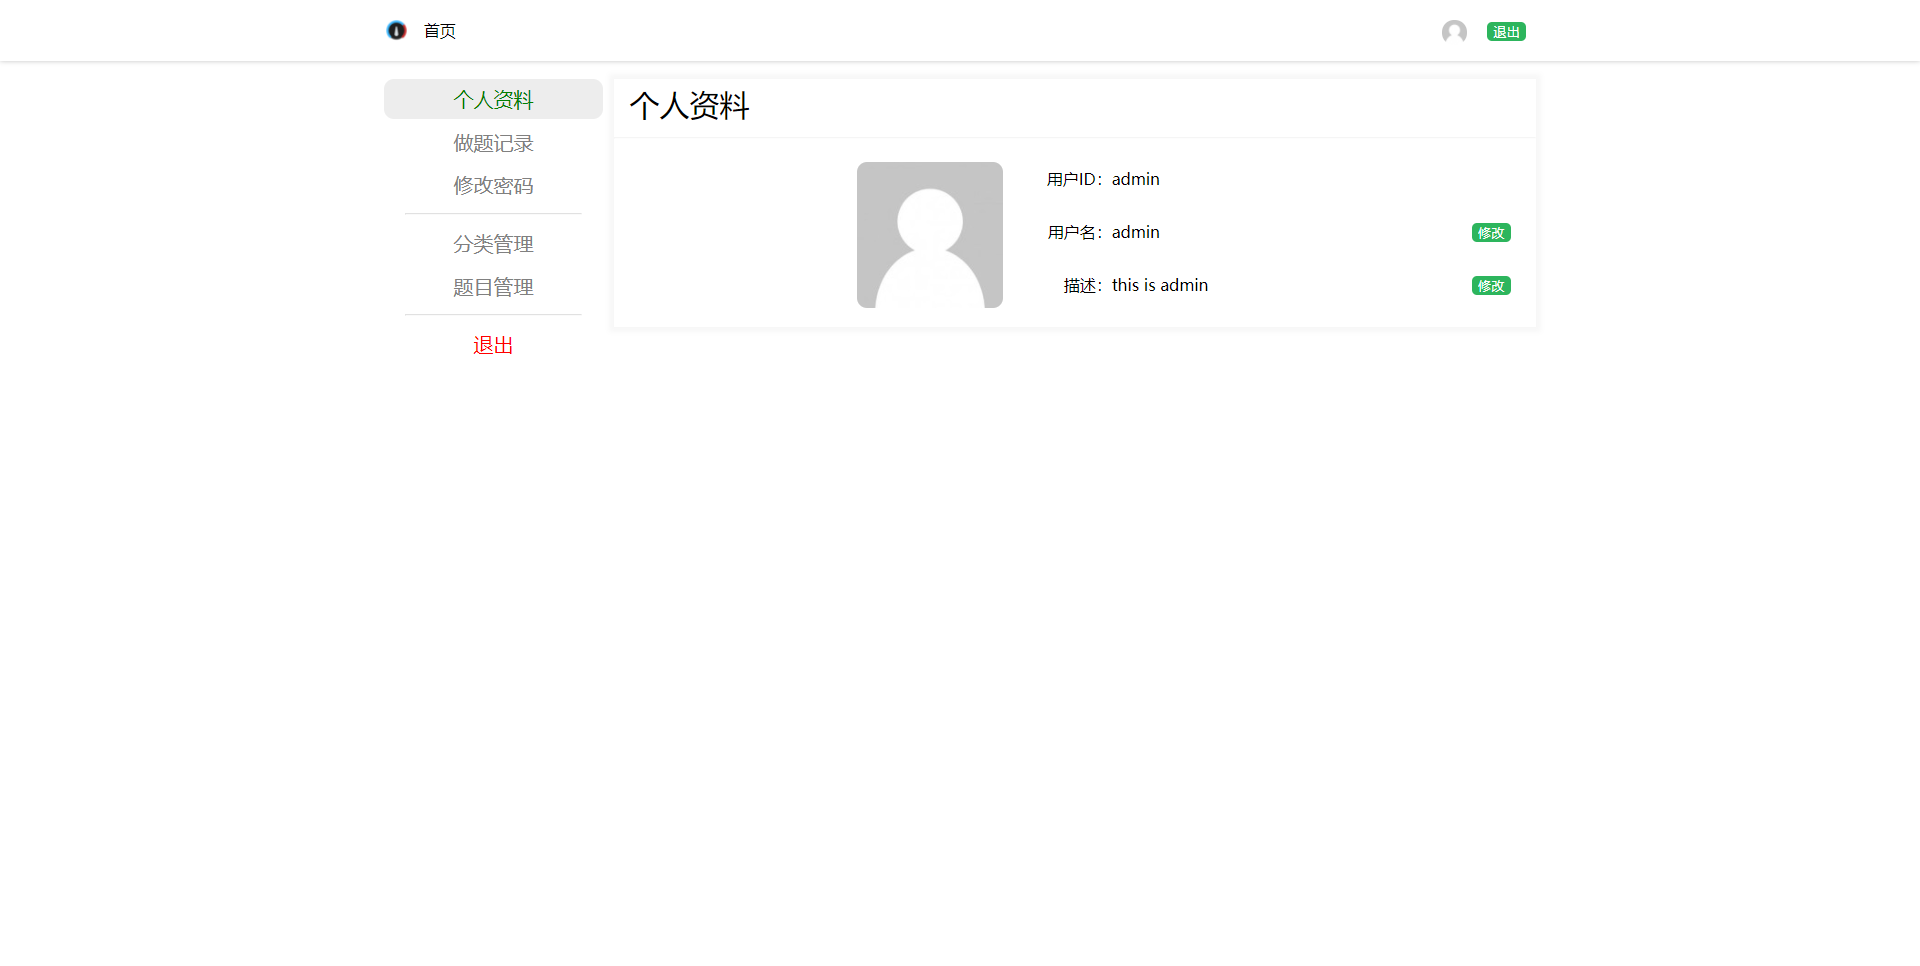 首页
退出
个人资料
做题记录
修改密码
分类管理
题目管理
退出
个人资料
用户ID：admin
用户名：admin
修改
描述：this is admin
修改